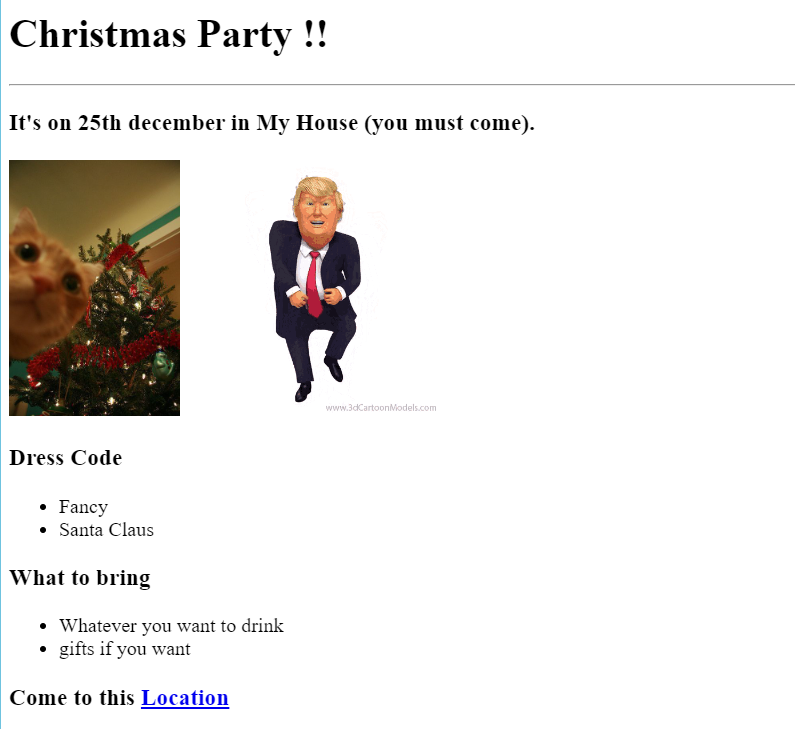 Christmas Party !!
It's on 25th december in My House (you must come).
www.3dCartoonModels.com
Dress Code
Fancy
Santa Claus
What to bring
Whatever you want to drink
gifts if you want
Come to this Location